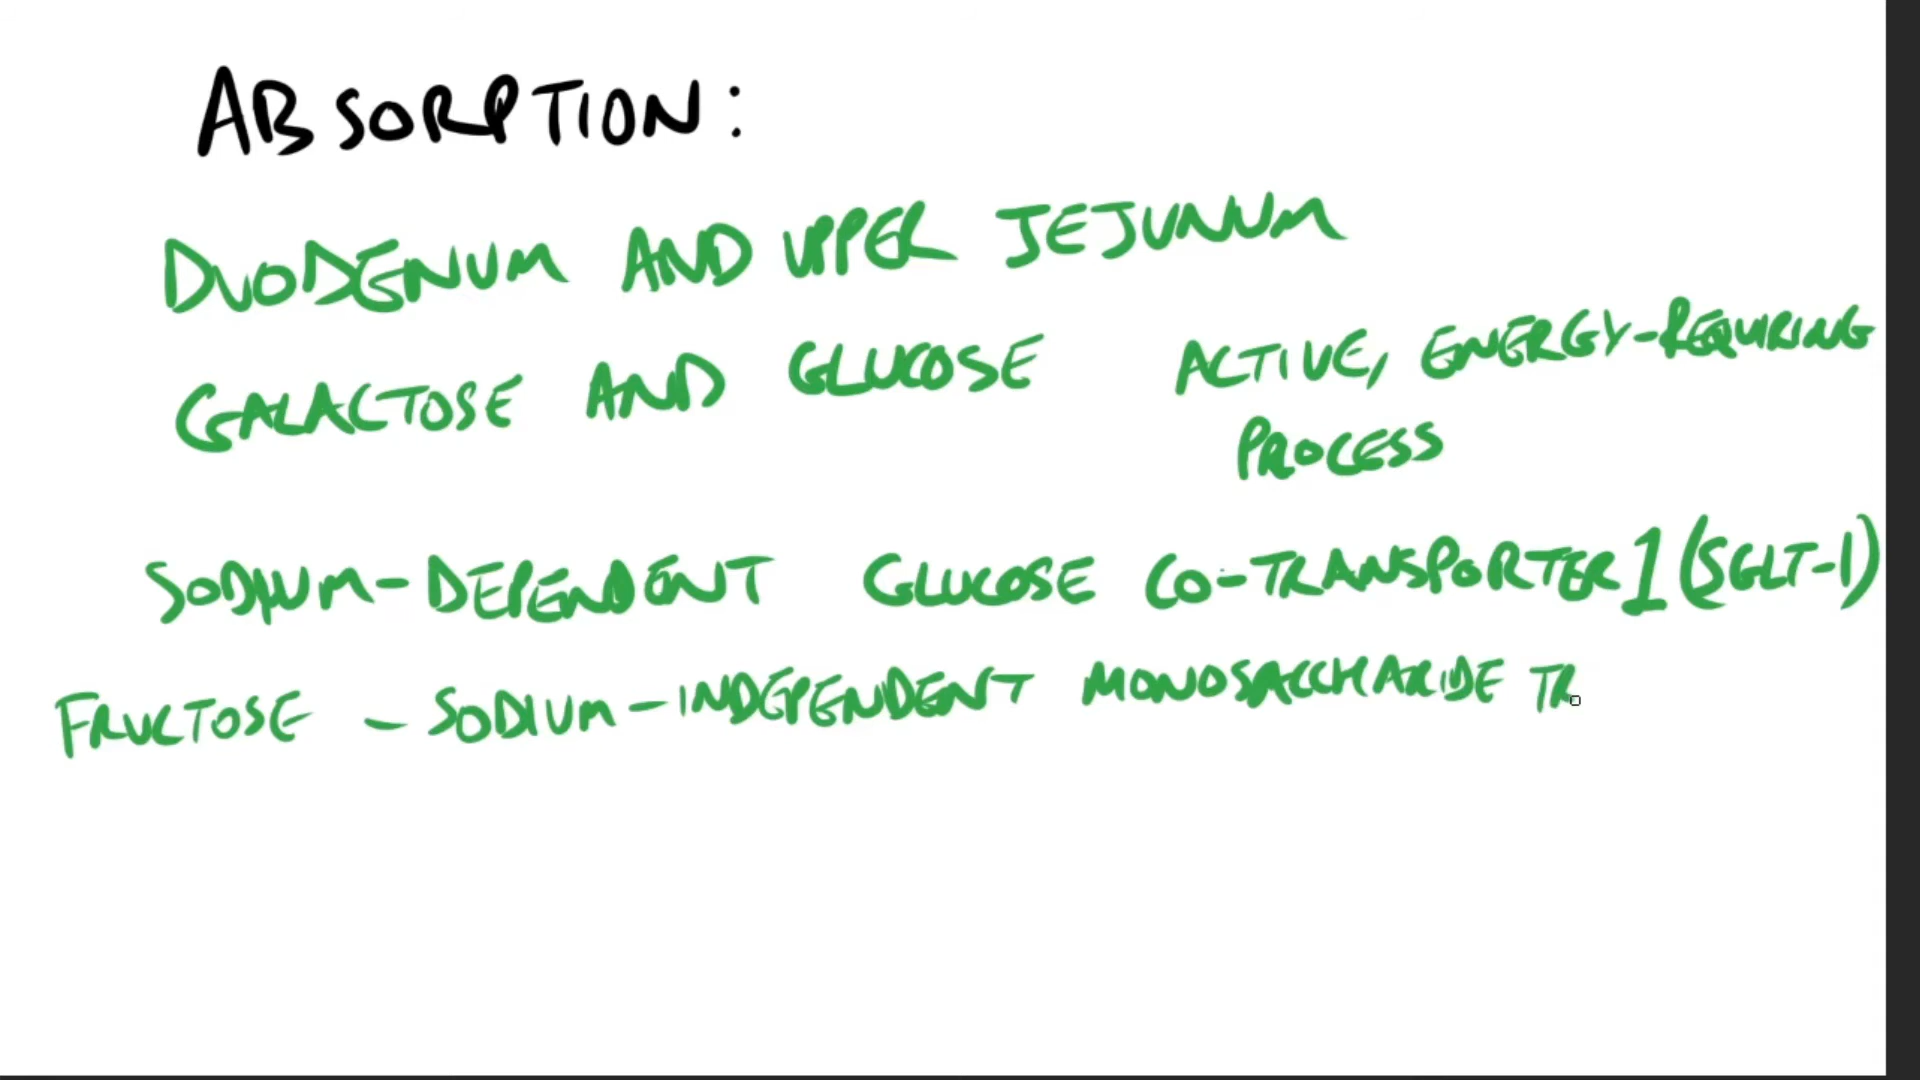 ABSORPTION:
DUODENUM AND UPPER JEJUNUM
GALACTOSE AND GLUCOSE ACTIVE, ENERGY-REQUIRING
PROCESS
SODIUM-DEPENDENT GLUCOSE CO-TRANSPORTER 1 (SGLT-1)
FRUCTOSE - SODIUM-INDEPENDENT MONOSACCHARIDE TR